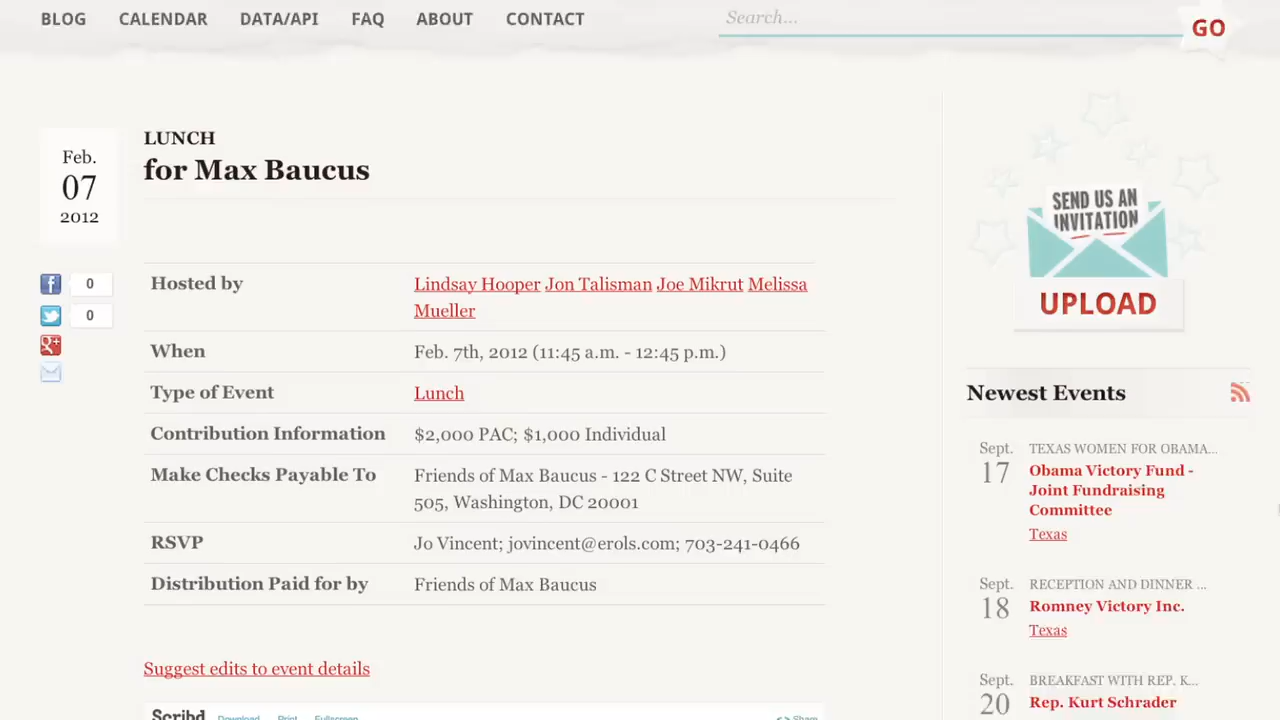 BLOG CALENDAR DATA/API FAQ ABOUT CONTACT
Search...
GO
Feb.
07
2012
LUNCH
for Max Baucus
0
0
Hosted by Lindsay Hooper Jon Talisman Joe Mikrut Melissa
Mueller
When Feb. 7th, 2012 (11:45 a.m. - 12:45 p.m.)
Type of Event Lunch
Contribution Information $2,000 PAC; $1,000 Individual
Make Checks Payable To Friends of Max Baucus - 122 C Street NW, Suite
505, Washington, DC 20001
RSVP Jo Vincent; jovincent@erols.com; 703-241-0466
Distribution Paid for by Friends of Max Baucus
Suggest edits to event details
Scribd Download Print Fullscreen <> Share
SEND US AN
INVITATION
UPLOAD
Newest Events
Sept. TEXAS WOMEN FOR OBAMA...
17 Obama Victory Fund -
Joint Fundraising
Committee
Texas
Sept. RECEPTION AND DINNER ...
18 Romney Victory Inc.
Texas
Sept. BREAKFAST WITH REP. K...
20 Rep. Kurt Schrader